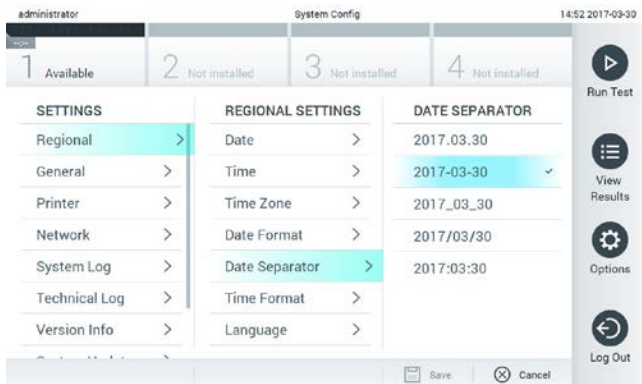 administrator System Config 14:52 2017-03-30
1 Available 2 Not installed 3 Not installed 4 Not installed
Run Test
SETTINGS REGIONAL SETTINGS DATE SEPARATOR
Regional Date 2017.03.30
General Time 2017-03-30
View
Results
Printer Time Zone 2017_03_30
Network Date Format 2017/03/30
System Log Date Separator 2017:03:30
Options
Technical Log Time Format
Version Info Language
Log Out
Save Cancel